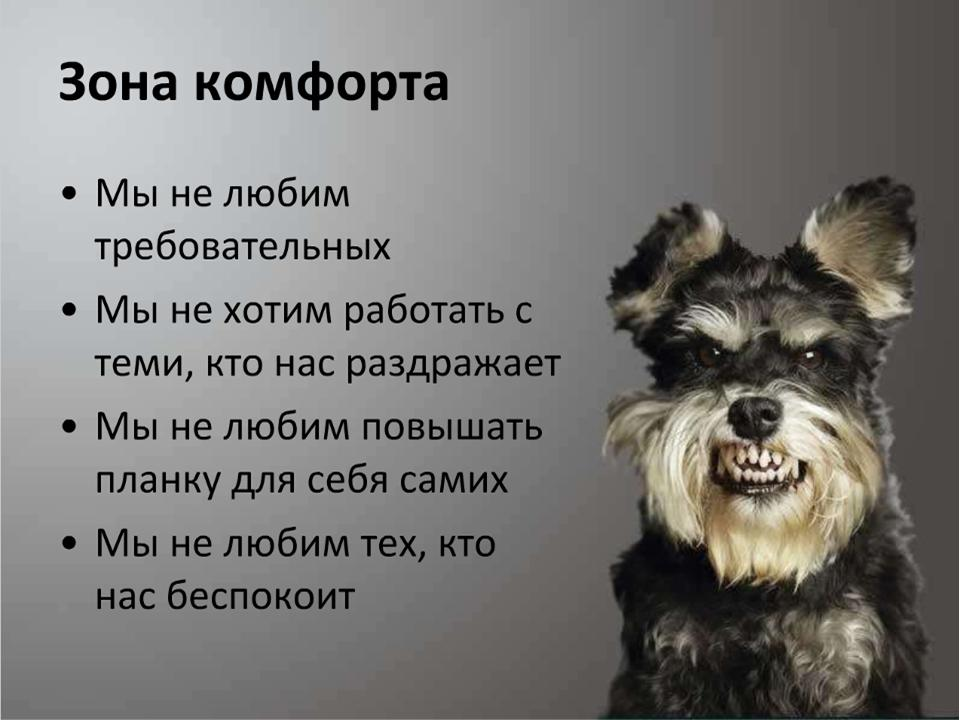 Зона комфорта
• Мы не любим
требовательных
• Мы не хотим работать с
теми, кто нас раздражает
• Мы не любим повышать
планку для себя самих
• Мы не любим тех, кто
нас беспокоит